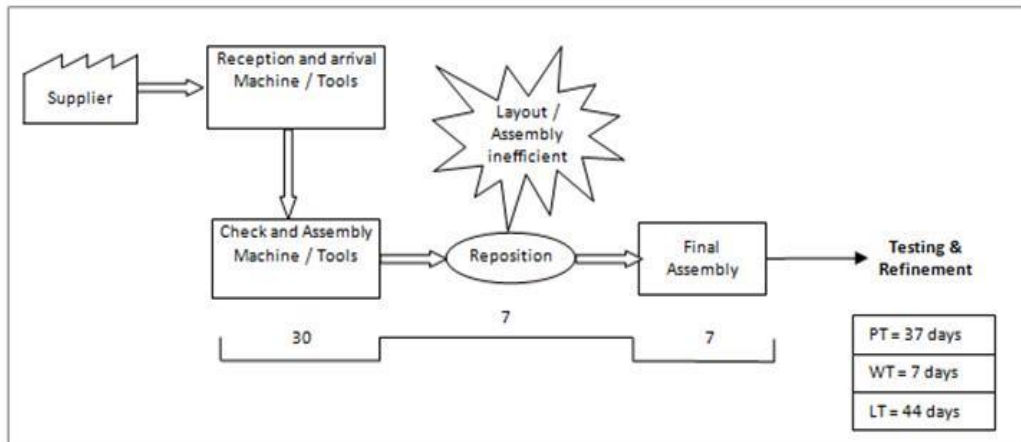 Supplier
Reception and arrival
Machine / Tools
Layout /
Assembly
inefficient
Check and Assembly
Machine / Tools
Reposition
Final
Assembly
Testing &
Refinement
30
7
7
PT = 37 days
WT = 7 days
LT = 44 days